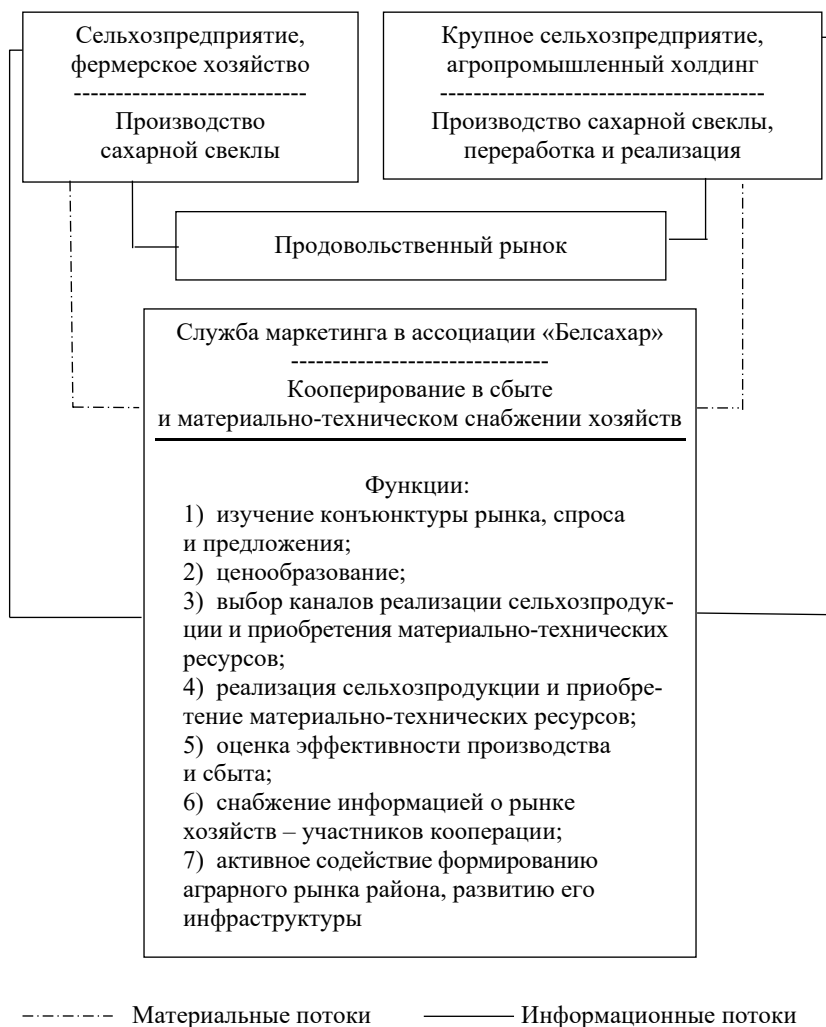 Сельхозпредприятие,
фермерское хозяйство
----------------------------
Производство
сахарной свеклы
Крупное сельхозпредприятие,
агропромышленный холдинг
---------------------------------------
Производство сахарной свеклы,
переработка и реализация
Продовольственный рынок
Служба маркетинга в ассоциации «Белсахар»
-------------------------------
Кооперирование в сбыте
и материально-техническом снабжении хозяйств
Функции:
1) изучение конъюнктуры рынка, спроса
и предложения;
2) ценообразование;
3) выбор каналов реализации сельхозпродук-
ции и приобретения материально-технических
ресурсов;
4) реализация сельхозпродукции и приобре-
тение материально-технических ресурсов;
5) оценка эффективности производства
и сбыта;
6) снабжение информацией о рынке
хозяйств – участников кооперации;
7) активное содействие формированию
аграрного рынка района, развитию его
инфраструктуры
Материальные потоки
Информационные потоки